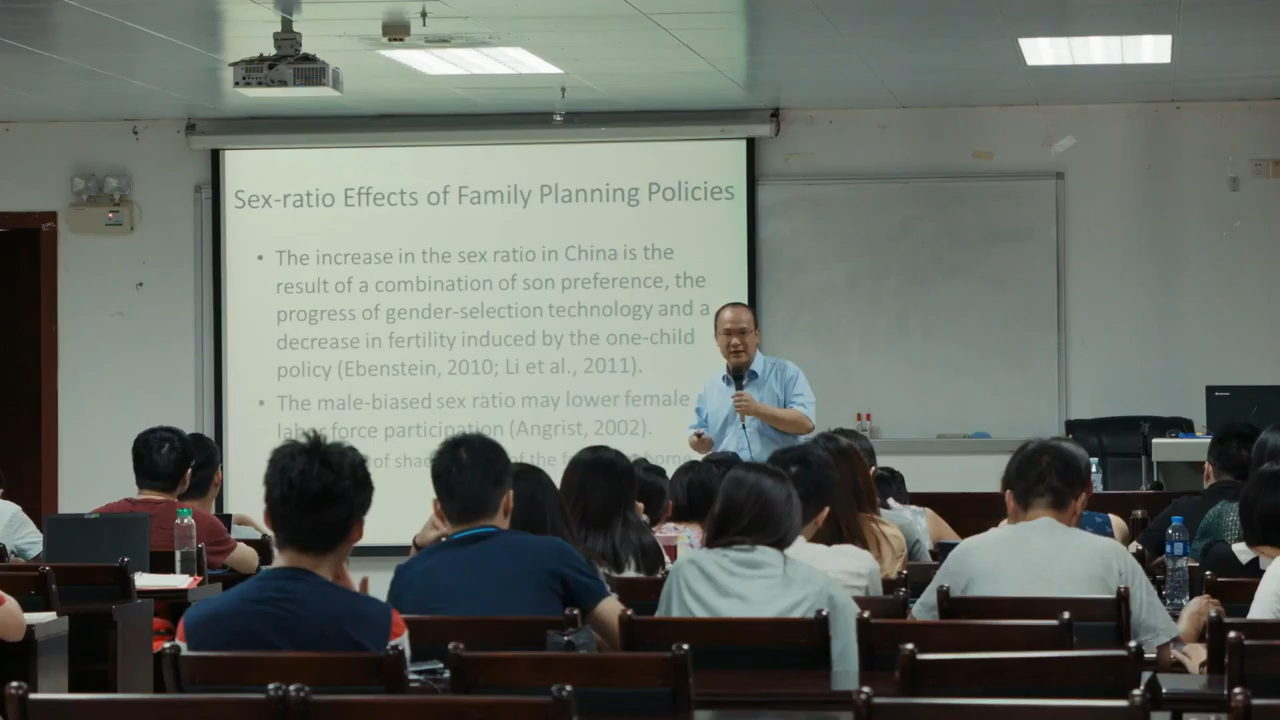 Sex-ratio Effects of Family Planning Policies
• The increase in the sex ratio in China is the
result of a combination of son preference, the
progress of gender-selection technology and a
decrease in fertility induced by the one-child
policy (Ebenstein, 2010; Li et al., 2011).
• The male-biased sex ratio may lower female
labor force participation (Angrist, 2002).
of of the